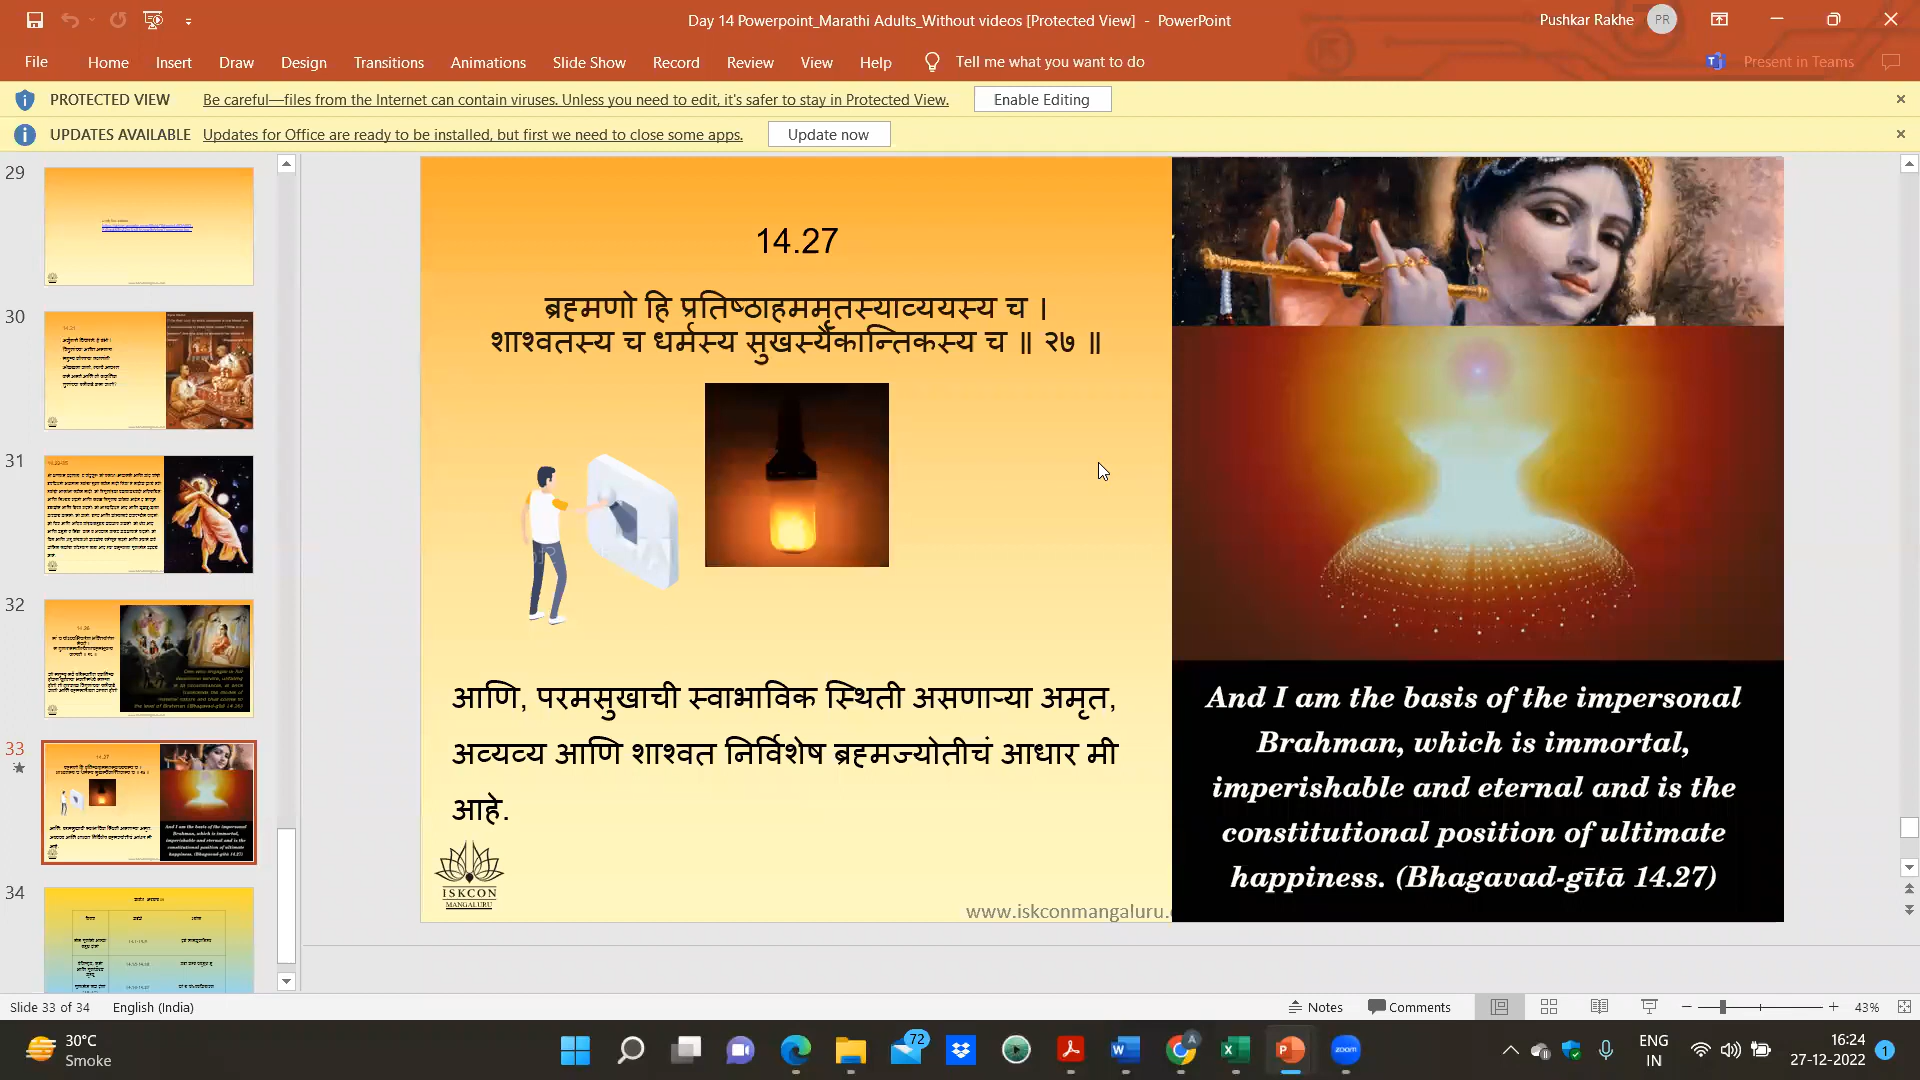 Day 14 Powerpoint_Marathi Adults_Without videos [Protected View] - PowerPoint
Pushkar Rakhe
PR
File
Home
Insert
Draw
Design
Transitions
Animations
Slide Show
Record
Review
View
Help
Tell me what you want to do
Present in Teams
PROTECTED VIEW
Be careful—files from the Internet can contain viruses. Unless you need to edit, it's safer to stay in Protected View.
Enable Editing
UPDATES AVAILABLE
Updates for Office are ready to be installed, but first we need to close some apps.
Update now
29
30
31
32
33
34
14.27
ब्रह्मणो हि प्रतिष्ठाहममृतस्याव्ययस्य च ।
शाश्वतस्य च धर्मस्य सुखस्यैकान्तिकस्य च ॥ २७ ॥
आणि, परमसुखाची स्वाभाविक स्थिती असणाऱ्या अमृत,
अव्यव्य आणि शाश्वत निर्विशेष ब्रह्मज्योतीचं आधार मी
आहे.
ISKCON
MANGALURU
www.iskconmangaluru.
And I am the basis of the impersonal
Brahman, which is immortal,
imperishable and eternal and is the
constitutional position of ultimate
happiness. (Bhagavad-gītā 14.27)
Slide 33 of 34
English (India)
Notes
Comments
43%
30°C
Smoke
72
zoom
ENG
IN
16:24
27-12-2022
1